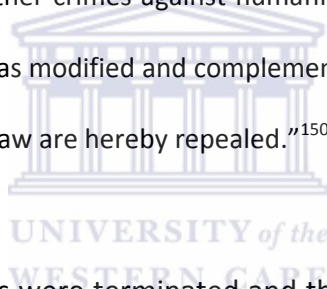 ther crimes against humani
as modified and complemen
aw are hereby repealed.”150
UNIVERSITY of the
WESTERN CAPE
s were terminated and th